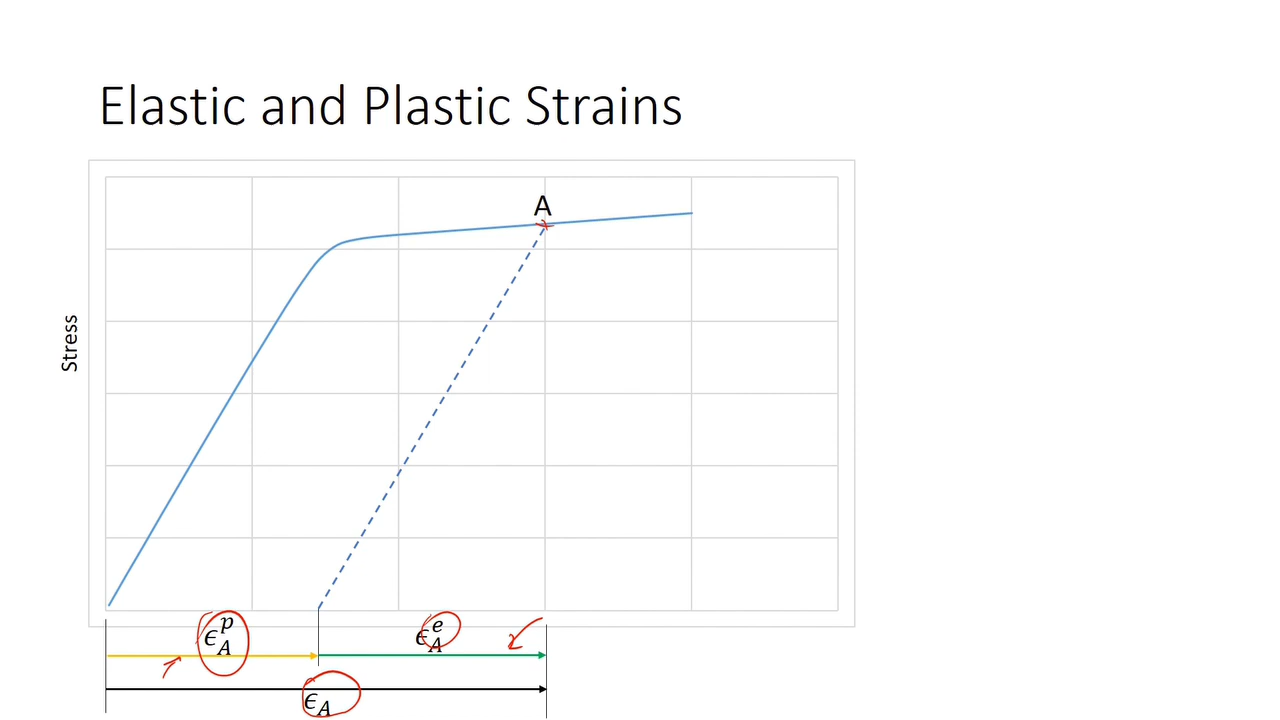 Elastic and Plastic Strains
A
Stress
ϵ_A^p
ϵ_A^e
ϵ_A